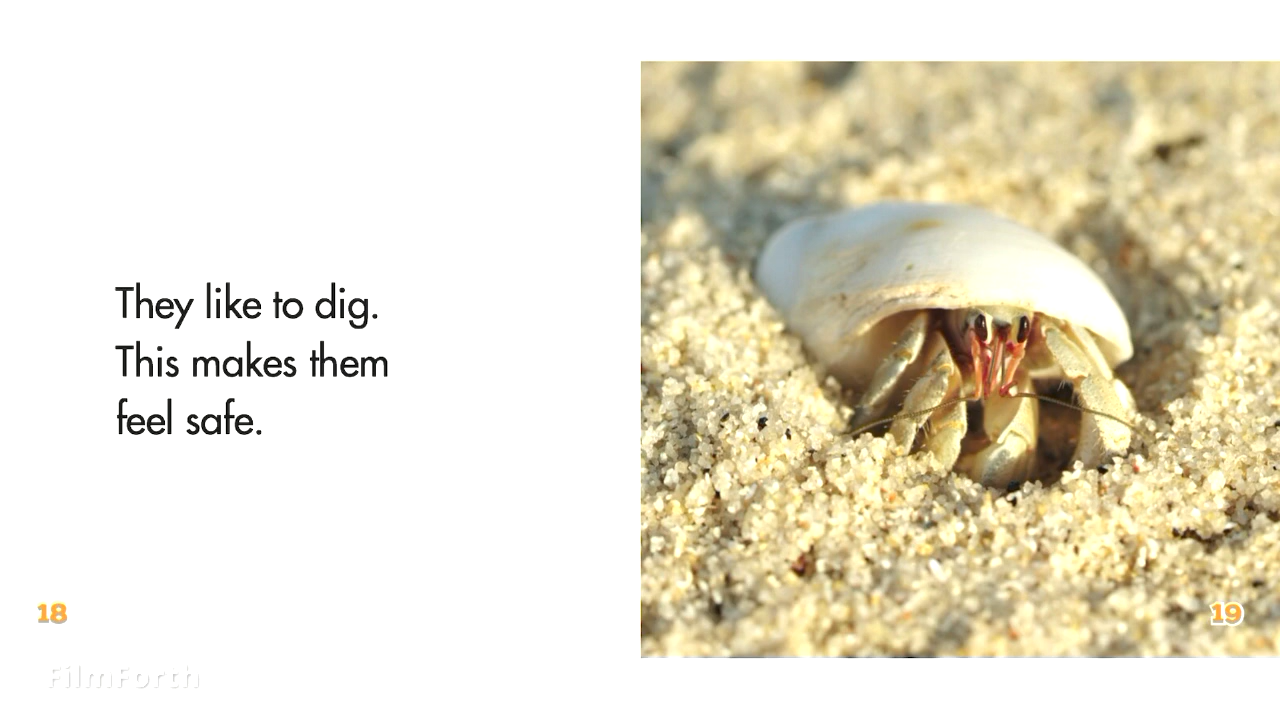 They like to dig.
This makes them
feel safe.
18
19
FilmForth